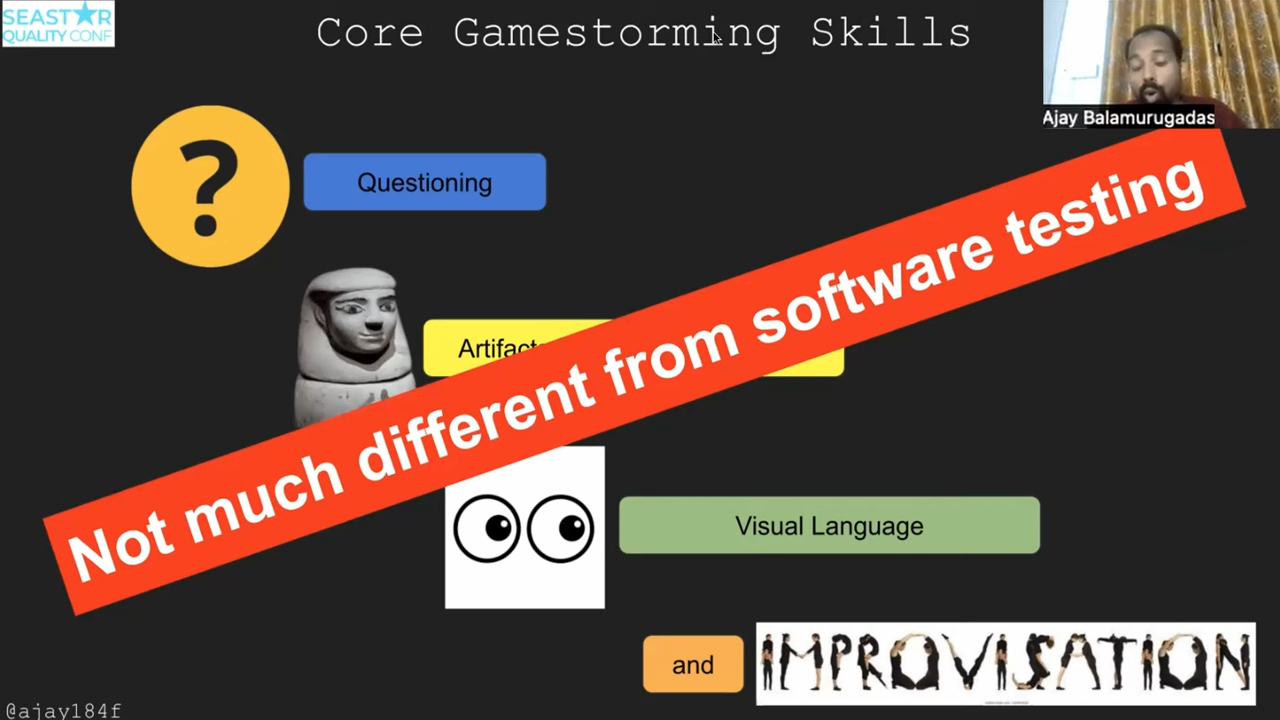 SEASTAR
QUALITY CONF
Core Gamestorming Skills
Ajay Balamurugadas
?
Questioning
Not much different from software testing
Visual Language
and
IMPROVISATION
@ajay184f